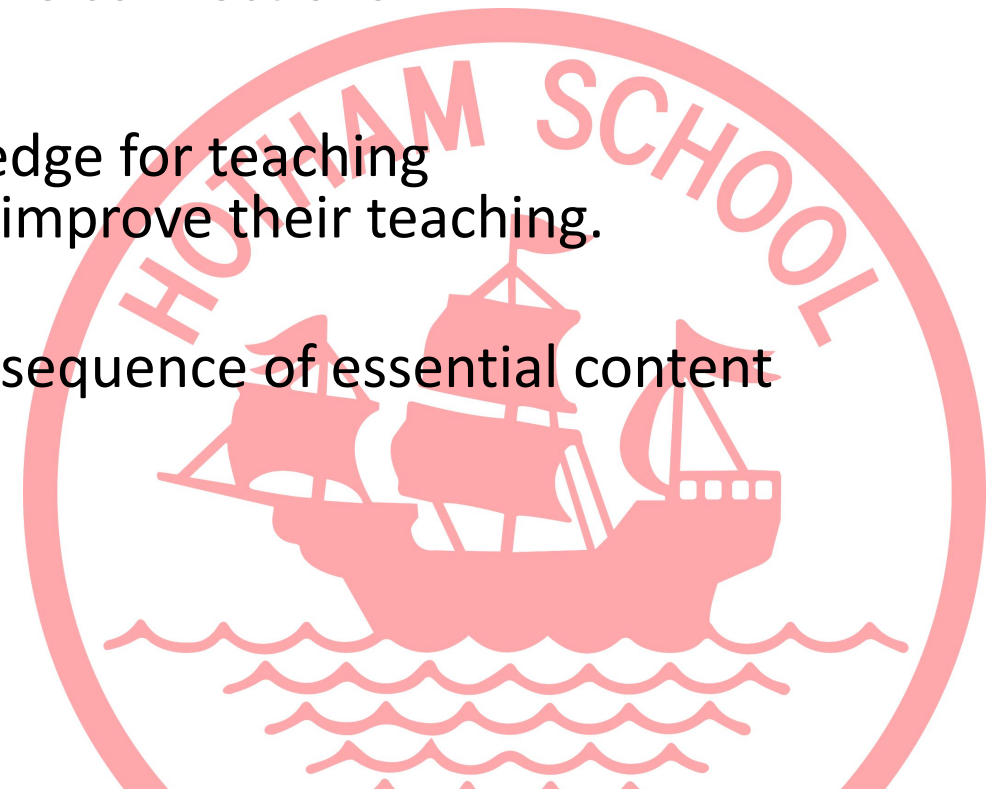 HOTHAM SCHOOL
edge for teaching
improve their teaching.
sequence of essential content